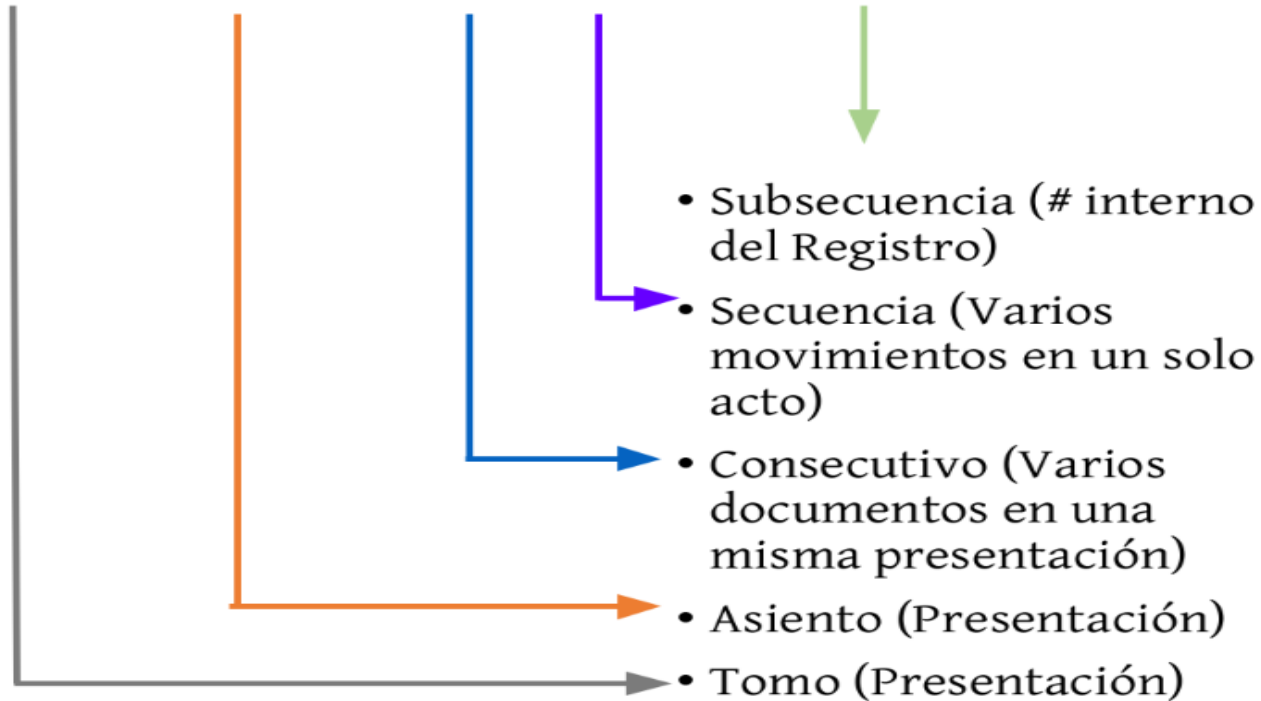 • Subsecuencia (# interno
del Registro)
• Secuencia (Varios
movimientos en un solo
acto)
• Consecutivo (Varios
documentos en una
misma presentación)
• Asiento (Presentación)
• Tomo (Presentación)